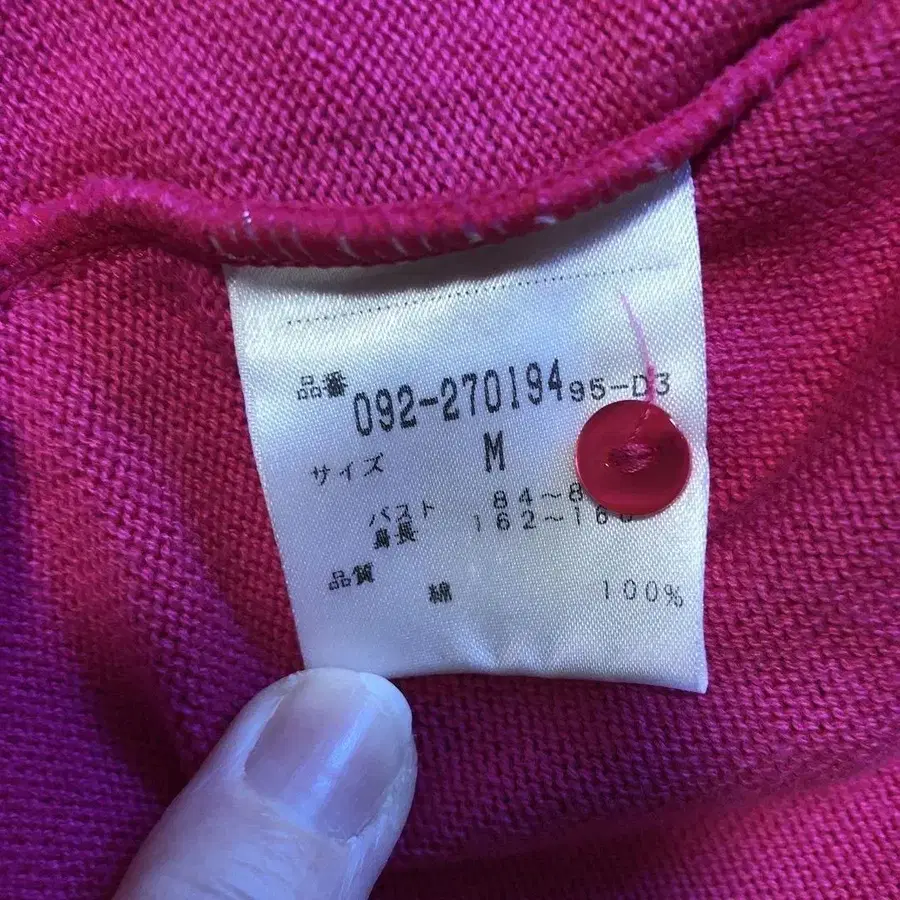 品番 092-270194 95-D3
サイズ M
バスト 84~8
身長 162~16
品質
綿 100%